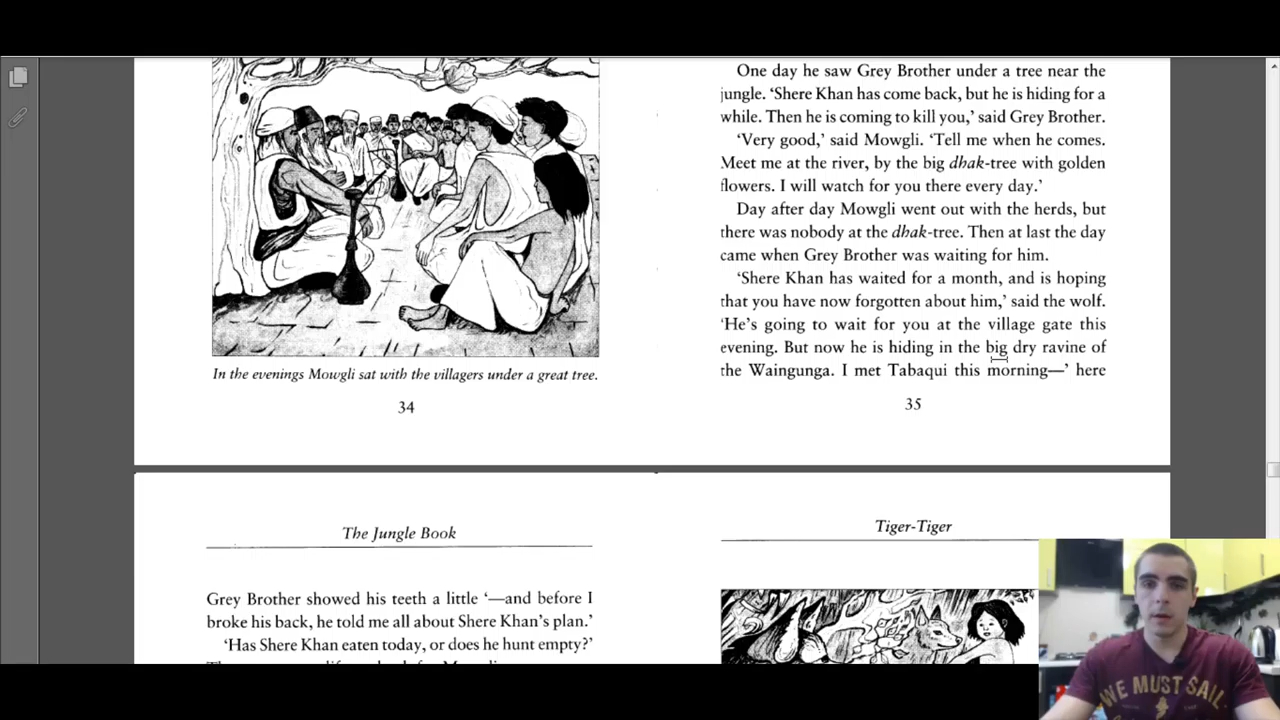 One day he saw Grey Brother under a tree near the
jungle. ‘Shere Khan has come back, but he is hiding for a
while. Then he is coming to kill you,’ said Grey Brother.
‘Very good,’ said Mowgli. ‘Tell me when he comes.
Meet me at the river, by the big dhak-tree with golden
flowers. I will watch for you there every day.’
Day after day Mowgli went out with the herds, but
there was nobody at the dhak-tree. Then at last the day
came when Grey Brother was waiting for him.
‘Shere Khan has waited for a month, and is hoping
that you have now forgotten about him,’ said the wolf.
‘He’s going to wait for you at the village gate this
evening. But now he is hiding in the big dry ravine of
the Waingunga. I met Tabaqui this morning—’ here
In the evenings Mowgli sat with the villagers under a great tree.
34
35
The Jungle Book
Grey Brother showed his teeth a little ‘—and before I
broke his back, he told me all about Shere Khan’s plan.’
‘Has Shere Khan eaten today, or does he hunt empty?’
Tiger-Tiger
WE MUST SAIL